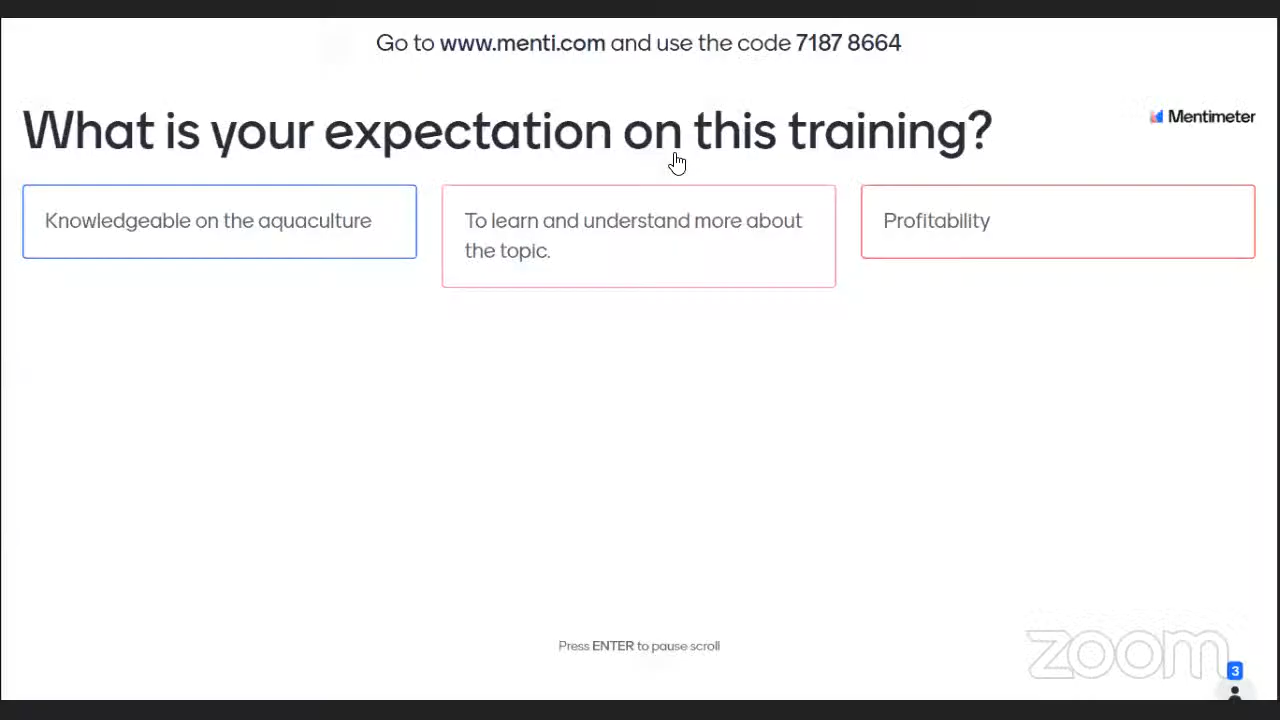 Go to www.menti.com and use the code 7187 8664
What is your expectation on this training?
Mentimeter
Knowledgeable on the aquaculture
To learn and understand more about
the topic.
Profitability
Press ENTER to pause scroll
zoom
3